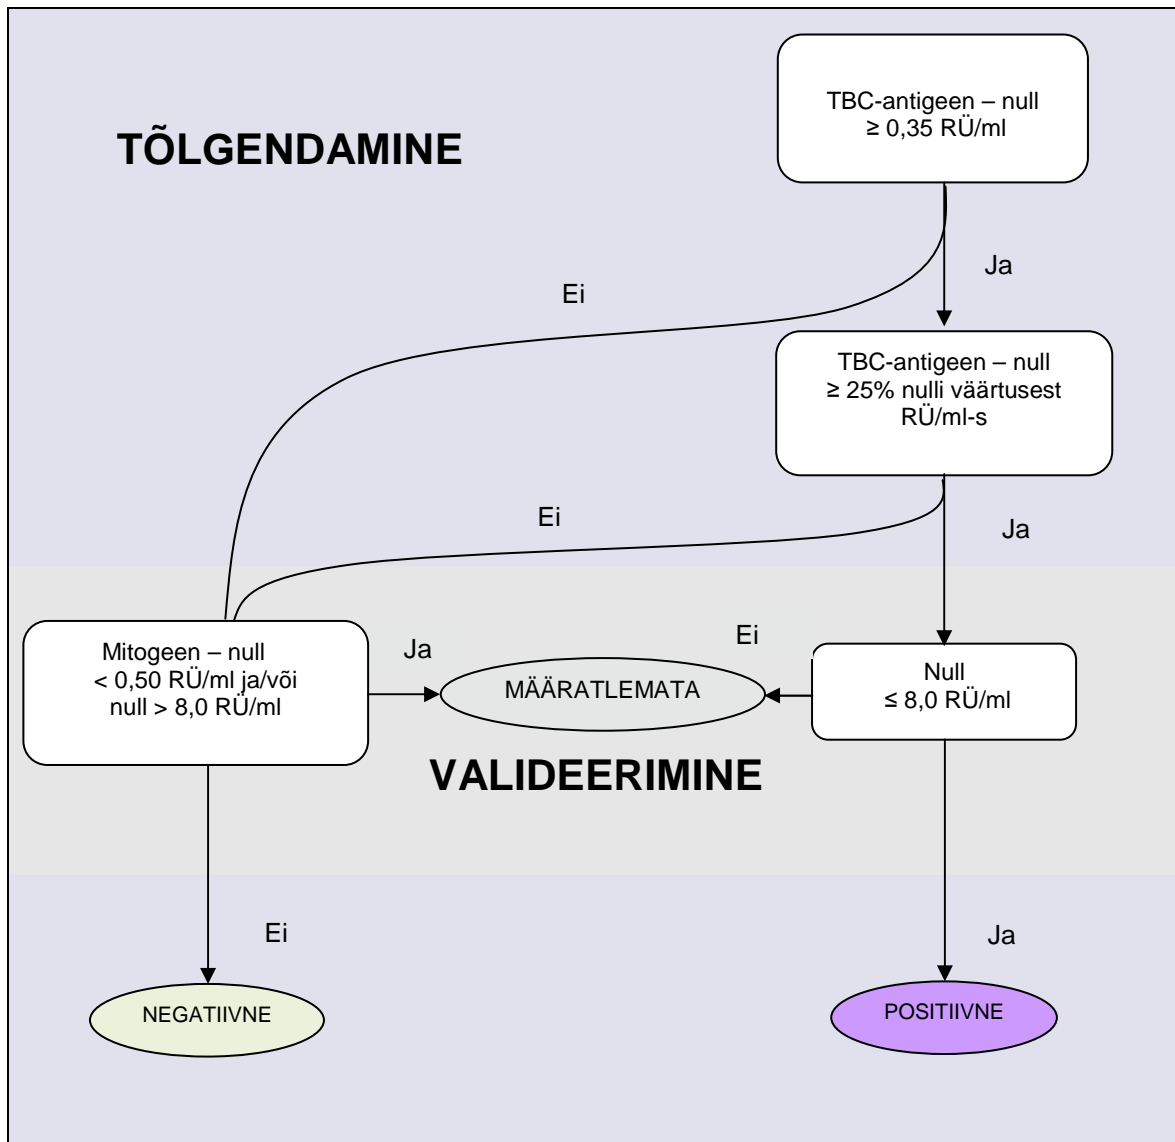 TBC-antigeen – null
≥ 0,35 RÜ/ml
TÕLGENDAMINE
Ja
Ei
TBC-antigeen – null
≥ 25% nulli väärtusest
RÜ/ml-s
Ei
Ja
Mitogeen – null
< 0,50 RÜ/ml ja/või
null > 8,0 RÜ/ml
Ja
MÄÄRATLEMATA
Ei
Null
≤ 8,0 RÜ/ml
VALIDEERIMINE
Ei
Ja
NEGATIIVNE
POSITIIVNE